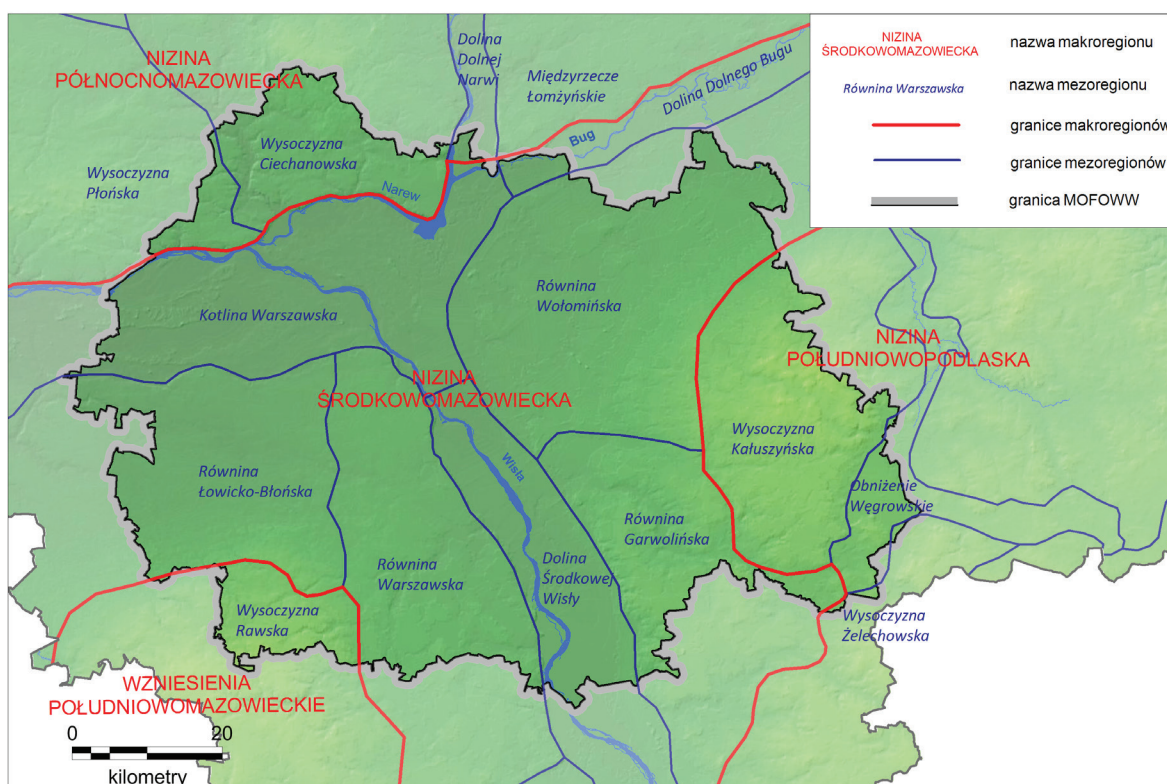 NIZINA
PÓŁNOCNOMAZOWIECKA
Dolina
Dolnej
Narwi
Międzyrzecze
Łomżyńskie
Dolina Dolnego Bugu
Bug
Wysoczyzna
Ciechanowska
Wysoczyzna
Płońska
Narew
NIZINA
ŚRODKOWOMAZOWIECKA
nazwa makroregionu
Równina Warszawska
nazwa mezoregionu
granice makroregionów
granice mezoregionów
granica MOFOWW
Kotlina Warszawska
Równina
Wołomińska
NIZINA
POŁUDNIOWOPODLASKA
NIZINA
ŚRODKOWOMAZOWIECKA
Wysoczyzna
Kałuszyńska
Równina
Łowicko-Błońska
Wisła
Obniżenie
Węgrowskie
Równina
Garwolińska
Równina
Warszawska
Dolina
Środkowej
Wisły
Wysoczyzna
Rawska
Wysoczyzna
Żelechowska
WZNIESIENIA
POŁUDNIOWOMAZOWIECKIE
0 20
kilometry